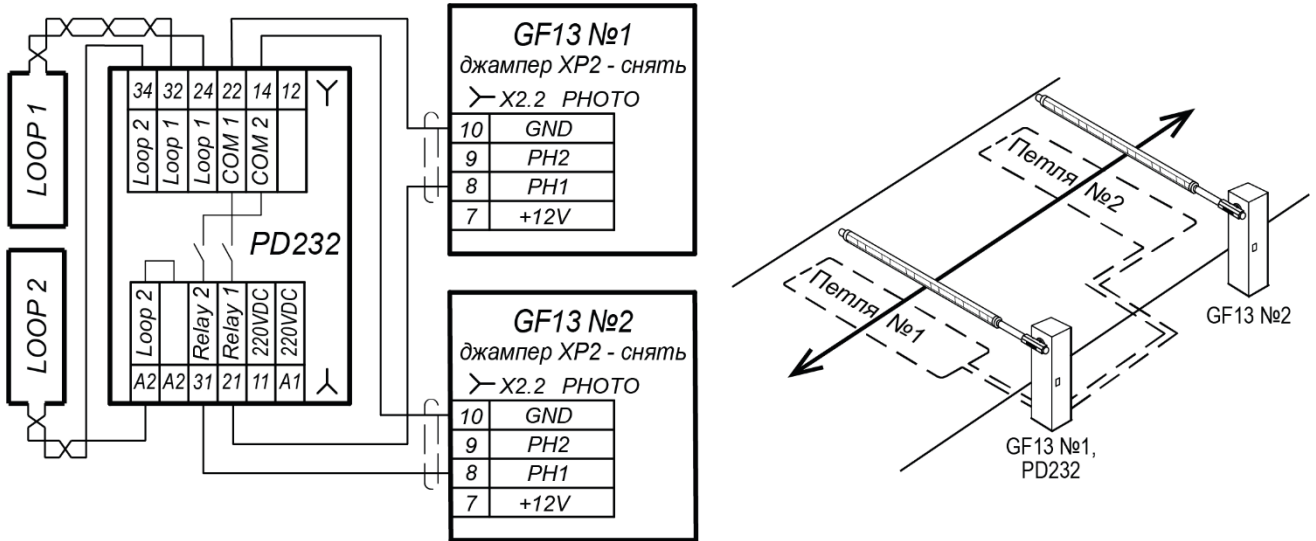 LOOP 1
LOOP 2
34 32 24 22 14 12
Loop 2
Loop 1
Loop 1
COM 1
COM 2
PD232
Loop 2
Relay 2
Relay 1
220VDC
220VDC
A2 A2 31 21 11 A1
GF13 №1
джампер XP2 - снять
X2.2 PHOTO
10 GND
9 PH2
8 PH1
7 +12V
GF13 №2
джампер XP2 - снять
X2.2 PHOTO
10 GND
9 PH2
8 PH1
7 +12V
Петля №2
Петля №1
GF13 №2
GF13 №1,
PD232